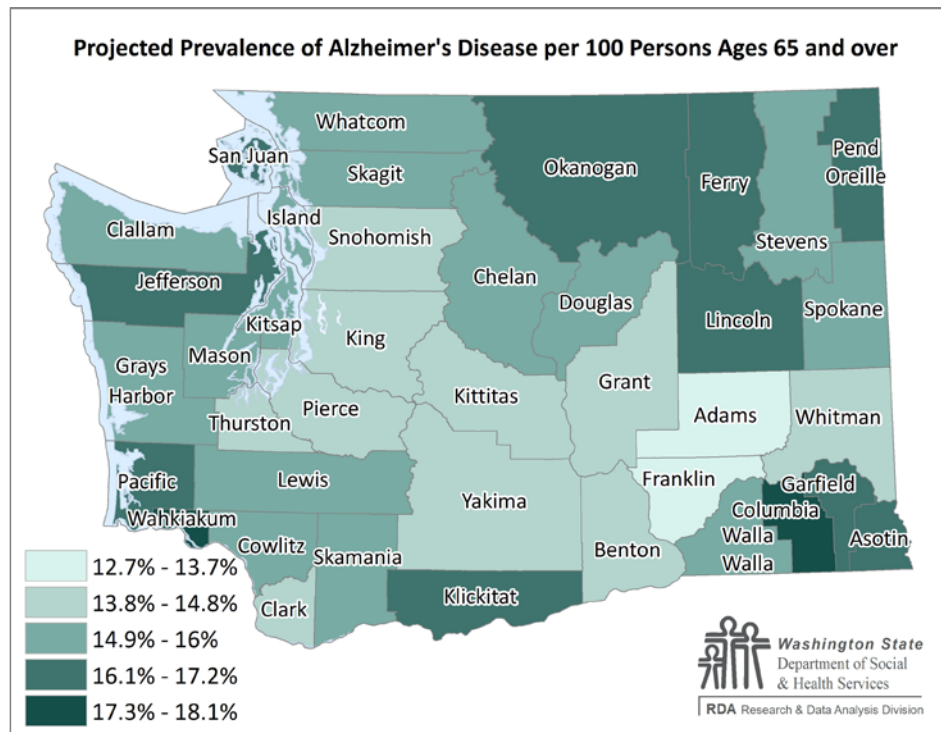 Projected Prevalence of Alzheimer's Disease per 100 Persons Ages 65 and over
Whatcom
San Juan
Skagit
Okanogan
Ferry
Pend
Oreille
Island
Clallam
Snohomish
Stevens
Jefferson
Chelan
Douglas
Kitsap
King
Lincoln
Spokane
Mason
Grays
Harbor
Grant
Kittitas
Pierce
Thurston
Adams
Whitman
Pacific
Lewis
Yakima
Franklin
Garfield
Columbia
Wahkiakum
Cowlitz
Skamania
Benton
Walla
Walla
Asotin
Clark
Klickitat
12.7% - 13.7%
13.8% - 14.8%
14.9% - 16%
16.1% - 17.2%
17.3% - 18.1%
Washington State
Department of Social
& Health Services
RDA Research & Data Analysis Division